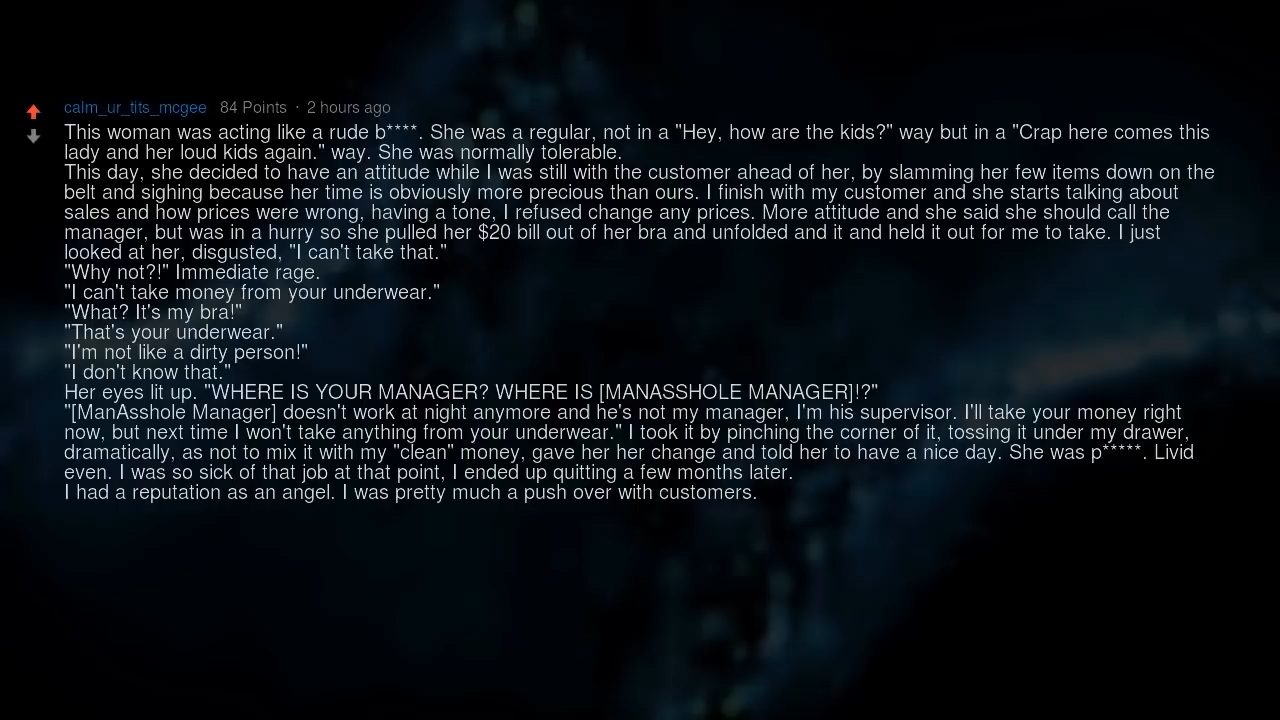 calm_ur_tits_mcgee 84 Points · 2 hours ago
This woman was acting like a rude b****. She was a regular, not in a "Hey, how are the kids?" way but in a "Crap here comes this
lady and her loud kids again." way. She was normally tolerable.
This day, she decided to have an attitude while I was still with the customer ahead of her, by slamming her few items down on the
belt and sighing because her time is obviously more precious than ours. I finish with my customer and she starts talking about
sales and how prices were wrong, having a tone, I refused change any prices. More attitude and she said she should call the
manager, but was in a hurry so she pulled her $20 bill out of her bra and unfolded and it and held it out for me to take. I just
looked at her, disgusted, "I can't take that."
"Why not?!" Immediate rage.
"I can't take money from your underwear."
"What? It's my bra!"
"That's your underwear."
"I'm not like a dirty person!"
"I don't know that."
Her eyes lit up. "WHERE IS YOUR MANAGER? WHERE IS [MANASSHOLE MANAGER]!?"
"[ManAsshole Manager] doesn't work at night anymore and he's not my manager, I'm his supervisor. I'll take your money right
now, but next time I won't take anything from your underwear." I took it by pinching the corner of it, tossing it under my drawer,
dramatically, as not to mix it with my "clean" money, gave her her change and told her to have a nice day. She was p*****. Livid
even. I was so sick of that job at that point, I ended up quitting a few months later.
I had a reputation as an angel. I was pretty much a push over with customers.